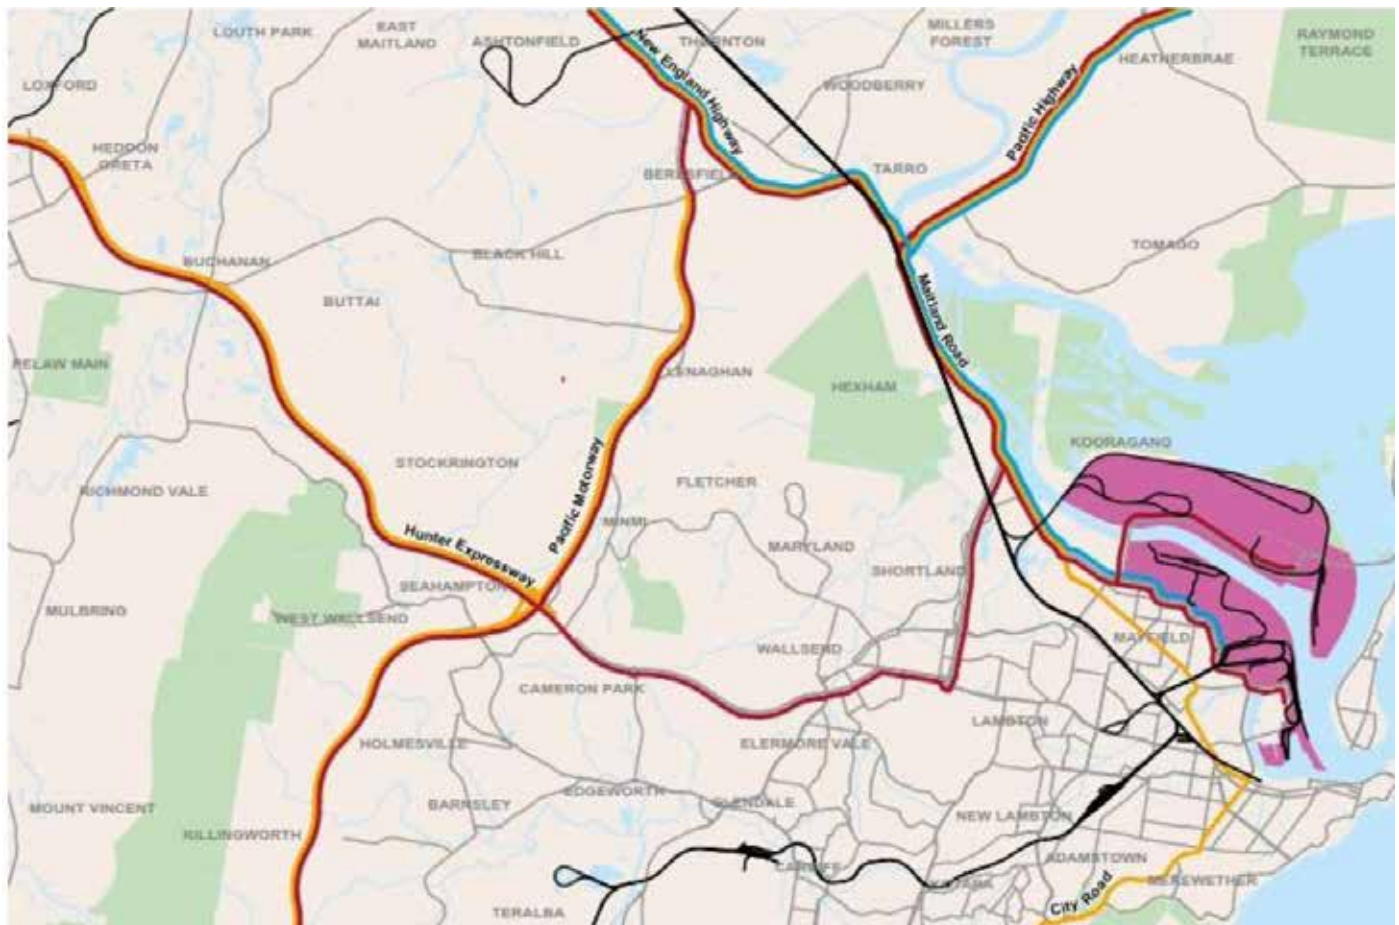 LOUTH PARK
EAST
MAITLAND
ASHTONFIELD
THORNTON
MILLERS
FOREST
HEATHERBRAE
RAYMOND
TERRACE
LOXFORD
New England Highway
WOODBERRY
Pacific Highway
HEDDON
GRETA
BERESFIELD
TARRO
BUCHANAN
BLACK HILL
TOMAGO
BUTTAI
Maitland Road
PELAW MAIN
LENAGHAN
HEXHAM
KOORAGANG
STOCKRINGTON
Pacific Motorway
FLETCHER
RICHMOND VALE
MINMI
Hunter Expressway
MARYLAND
SHORTLAND
SEAHAMPTON
MULBRING
WEST WALLSEND
MAYFIELD
WALLSEND
CAMERON PARK
LAMBTON
HOLMESVILLE
ELERMORE VALE
MOUNT VINCENT
BARNSLEY
EDGEWORTH
GLENDALE
NEW LAMBTON
KILLINGWORTH
CARDIFF
ADAMSTOWN
KOTARA
MEREWETHER
City Road
TERALBA